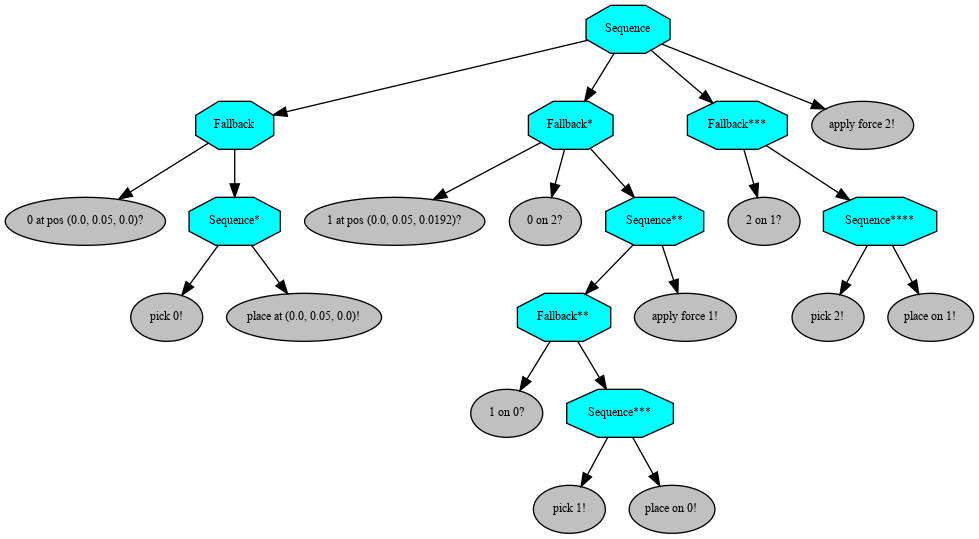 Sequence
Fallback
Fallback*
Fallback***
apply force 2!
0 at pos (0.0, 0.05, 0.0)?
Sequence*
1 at pos (0.0, 0.05, 0.0192)?
0 on 2?
Sequence**
2 on 1?
Sequence****
pick 0!
place at (0.0, 0.05, 0.0)!
Fallback**
apply force 1!
pick 2!
place on 1!
1 on 0?
Sequence***
pick 1!
place on 0!